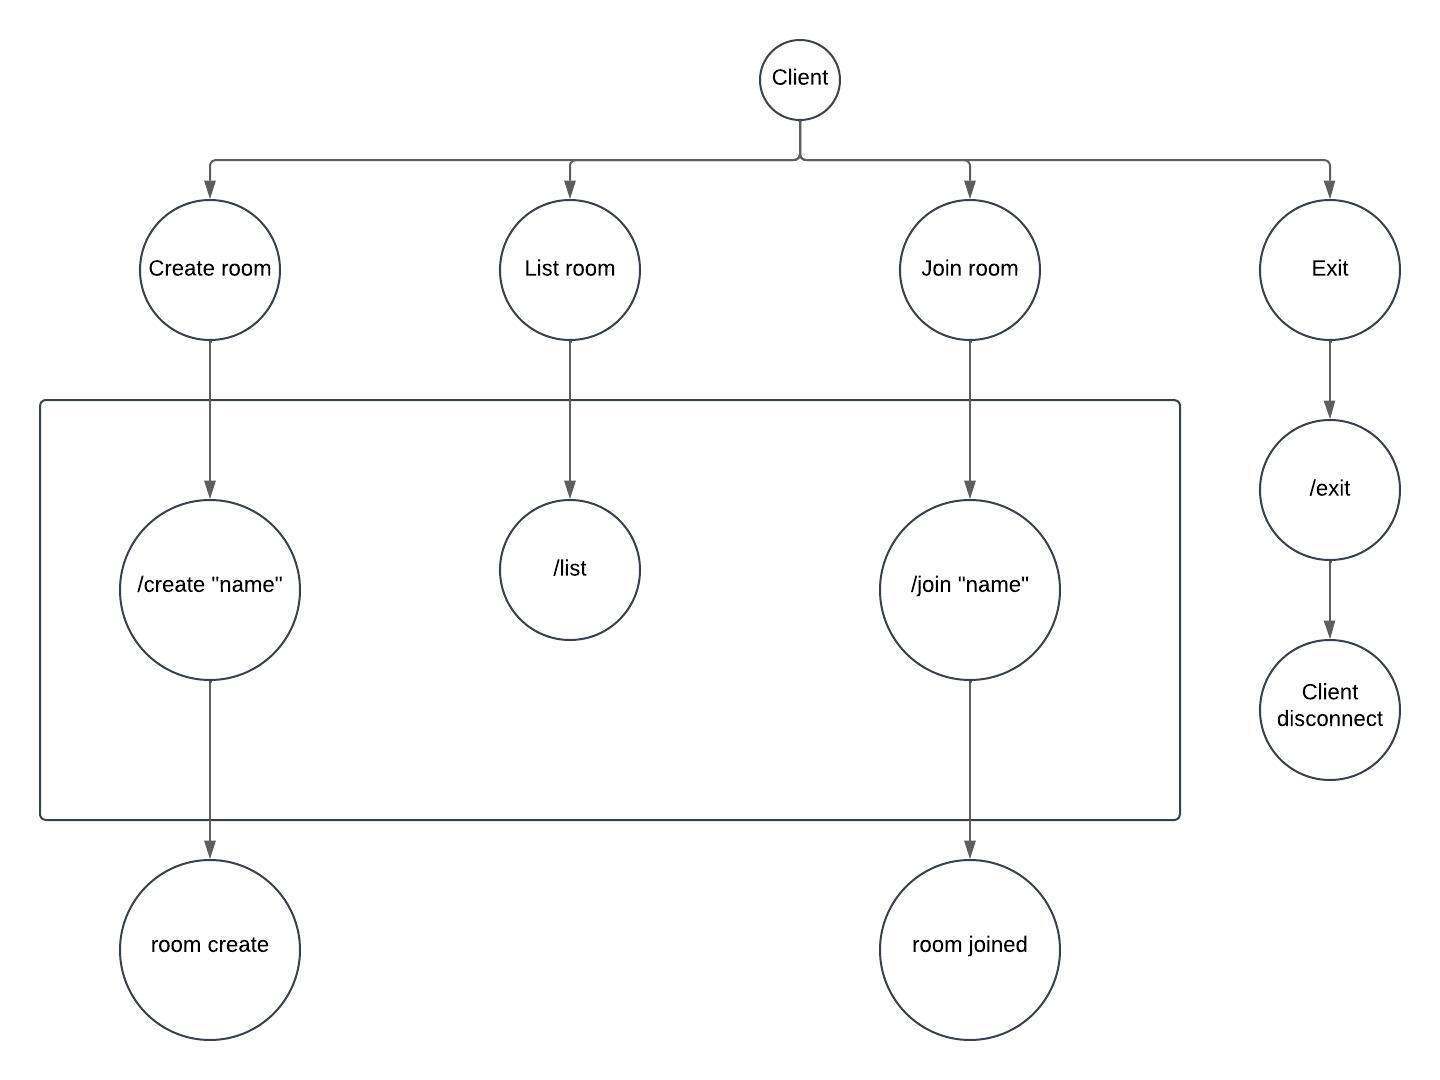 Client
Create room
List room
Join room
Exit
/create "name"
/list
/join "name"
/exit
Client
disconnect
room create
room joined